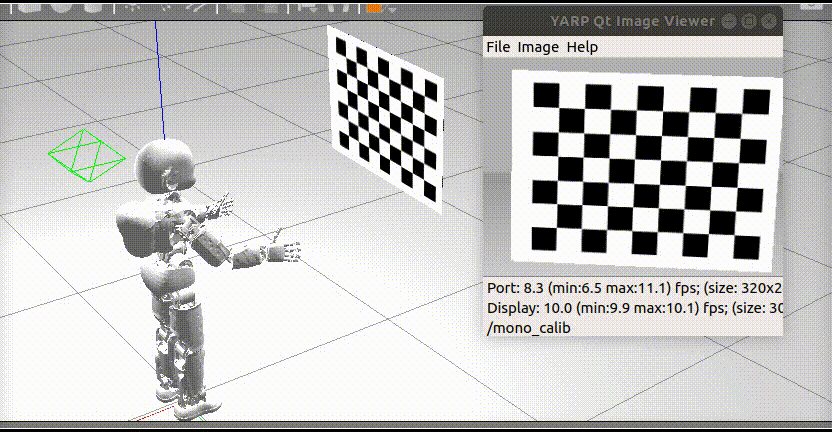 YARP Qt Image Viewer
File Image Help
Port: 8.3 (min:6.5 max:11.1) fps; (size: 320x2
Display: 10.0 (min:9.9 max:10.1) fps; (size: 30
/mono_calib